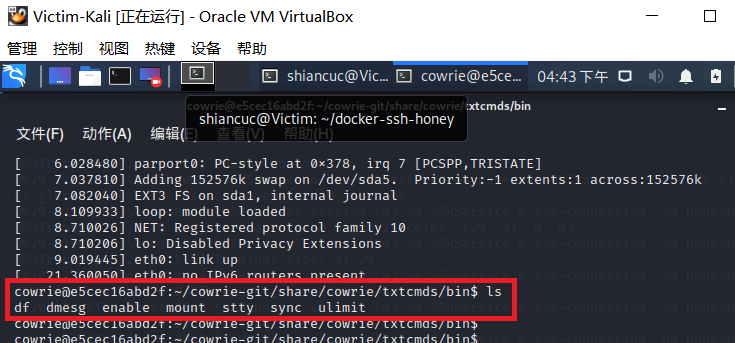 Victim-Kali [正在运行] - Oracle VM VirtualBox
管理 控制 视图 热键 设备 帮助
shiancuc@Vict... cowrie@e5cec... 04:43 下午
cowrie@e5cec16abd2f: ~/cowrie-git/share/cowrie/txtcmds/bin
shiancuc@Victim: ~/docker-ssh-honey
文件(F) 动作(A) 编辑(E) 查看(V) 帮助(H)
[ 6.028480] parport0: PC-style at 0×378, irq 7 [PCSPP,TRISTATE]
[ 7.037810] Adding 152576k swap on /dev/sda5. Priority:-1 extents:1 across:152576k
[ 7.082040] EXT3 FS on sda1, internal journal
[ 8.109933] loop: module loaded
[ 8.710026] NET: Registered protocol family 10
[ 8.710206] lo: Disabled Privacy Extensions
[ 9.019445] eth0: link up
[ 21.360050] eth0: no IPv6 routers present
cowrie@e5cec16abd2f:~/cowrie-git/share/cowrie/txtcmds/bin$ ls
df dmesg enable mount stty sync ulimit
cowrie@e5cec16abd2f:~/cowrie-git/share/cowrie/txtcmds/bin$
cowrie@e5cec16abd2f:~/cowrie-git/share/cowrie/txtcmds/bin$